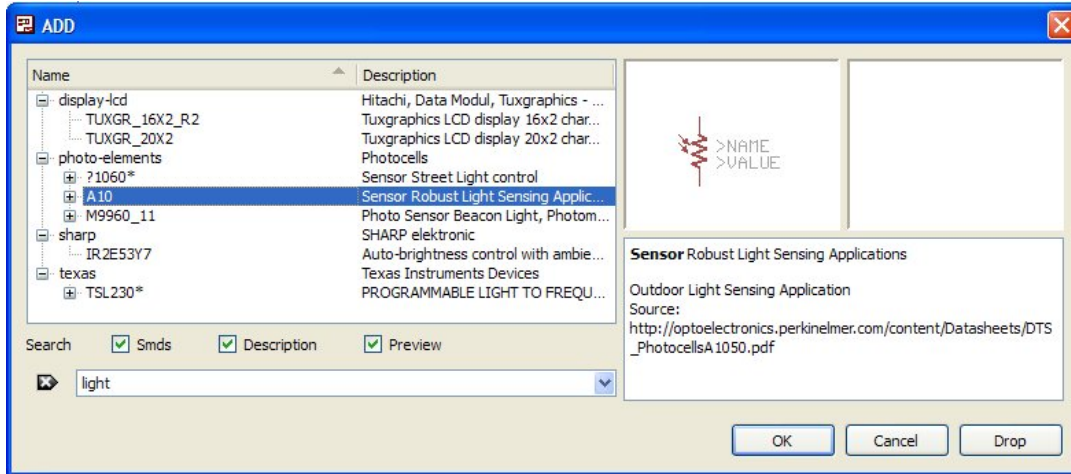 ADD
Name Description
display-lcd Hitachi, Data Modul, Tuxgraphics - ...
TUXGR_16X2_R2 Tuxgraphics LCD display 16x2 char...
TUXGR_20X2 Tuxgraphics LCD display 20x2 char...
photo-elements Photocells
?1060* Sensor Street Light control
A10 Sensor Robust Light Sensing Applic...
M9960_11 Photo Sensor Beacon Light, Photom...
sharp SHARP elektronic
IR2E53Y7 Auto-brightness control with ambie...
texas Texas Instruments Devices
TSL230* PROGRAMMABLE LIGHT TO FREQU...
Search Smds Description Preview
light
>NAME
>VALUE
Sensor Robust Light Sensing Applications
Outdoor Light Sensing Application
Source:
http://optoelectronics.perkinelmer.com/content/Datasheets/DTS
_PhotocellsA1050.pdf
OK Cancel Drop